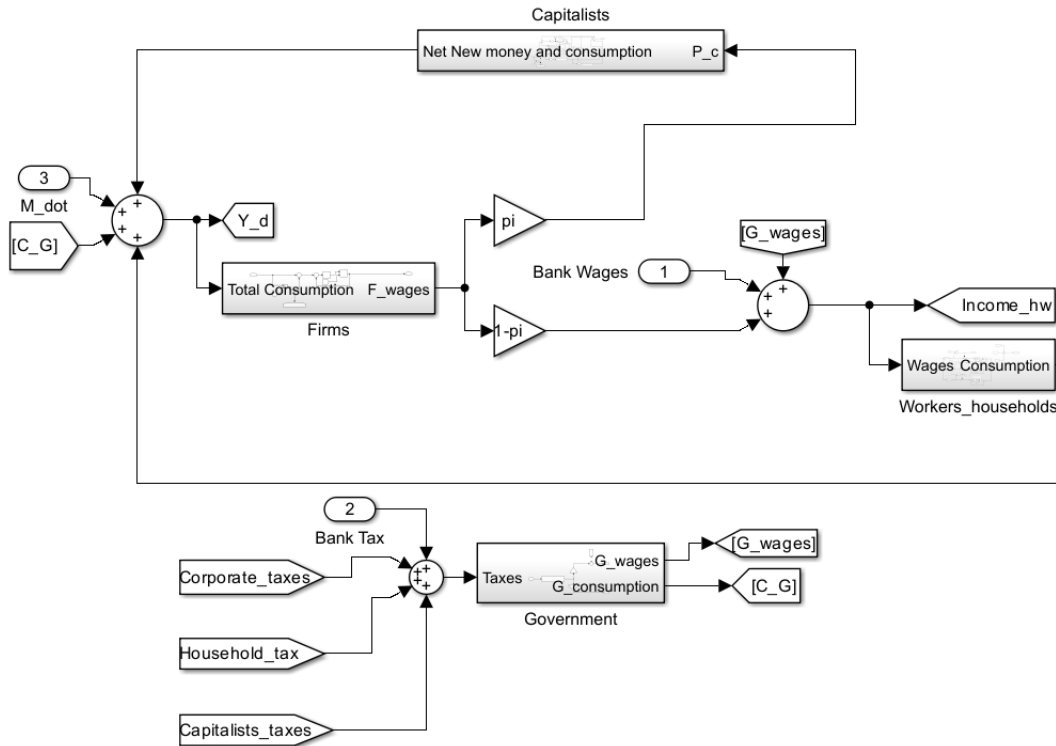 Capitalists
Net New money and consumption
P_c
3
M_dot
[C_G]
+
+
+
+
Y_d
pi
[G_wages]
Bank Wages
1
Total Consumption
F_wages
Firms
1-pi
+
+
+
Income_hw
Wages
Consumption
Workers_households
2
Bank Tax
Corporate_taxes
+
+
+
+
Taxes
G_wages
G_consumption
Government
[G_wages]
[C_G]
Household_tax
Capitalists_taxes